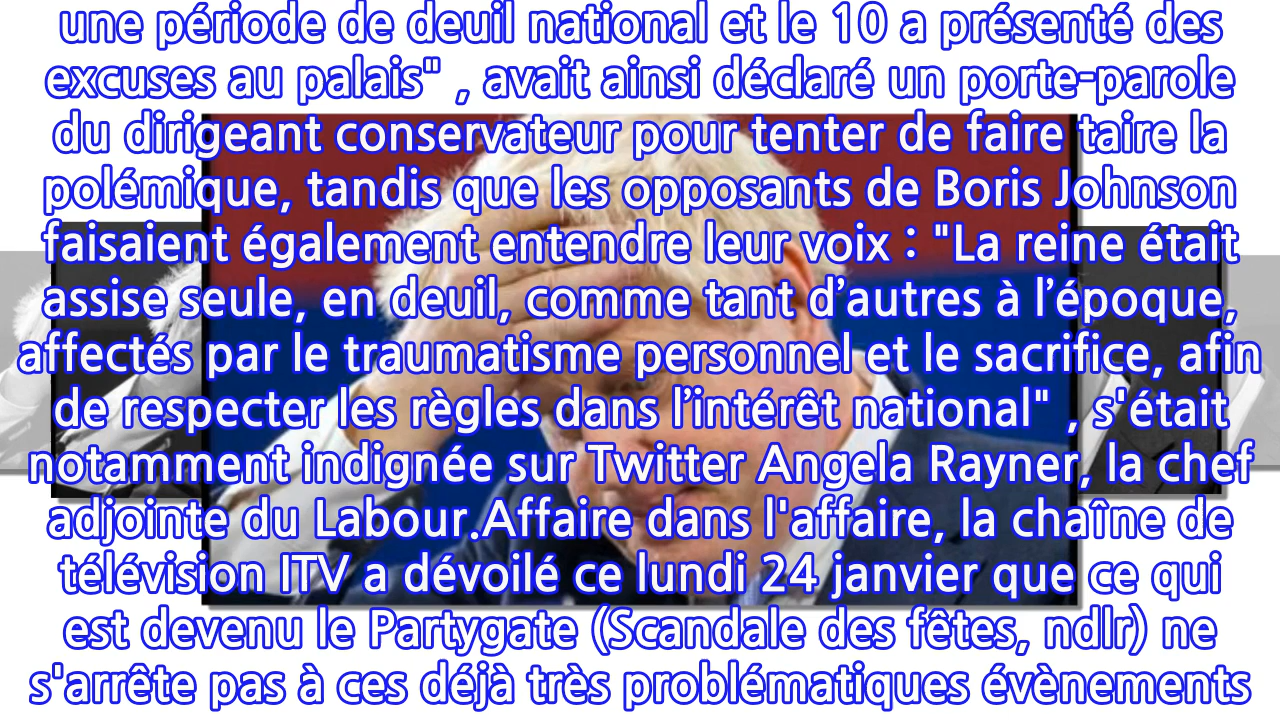 une période de deuil national et le 10 a présenté des
excuses au palais" , avait ainsi déclaré un porte-parole
du dirigeant conservateur pour tenter de faire taire la
polémique, tandis que les opposants de Boris Johnson
faisaient également entendre leur voix : "La reine était
assise seule, en deuil, comme tant d’autres à l’époque,
affectés par le traumatisme personnel et le sacrifice, afin
de respecter les règles dans l’intérêt national" , s'était
notamment indignée sur Twitter Angela Rayner, la chef
adjointe du Labour.Affaire dans l'affaire, la chaîne de
télévision ITV a dévoilé ce lundi 24 janvier que ce qui
est devenu le Partygate (Scandale des fêtes, ndlr) ne
s'arrête pas à ces déjà très problématiques évènements